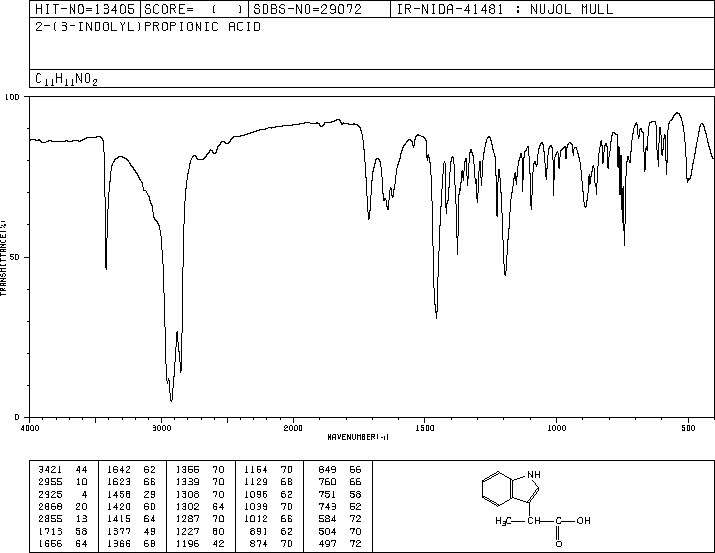 HIT-NO=13405 SCORE= ( ) SDBS-NO=29072 IR-NIDA-41481 : NUJOL MULL
2-(3-INDOLYL)PROPIONIC ACID
C11H11NO2
100
50
0
TRANSMITTANCE(%)
4000 3000 2000 1500 1000 500
WAVENUMBER(-1)
3421 44 1642 62 1366 70 1164 70 849 66
2955 10 1623 66 1339 70 1129 68 760 66
2925 4 1458 29 1308 70 1096 62 751 58
2868 20 1420 60 1302 64 1039 70 743 52
2855 13 1415 64 1287 70 1012 66 584 72
1713 58 1377 49 1227 60 891 62 504 70
1656 64 1366 68 1196 42 874 70 497 72
NH
H3C-CH-C-OH
O